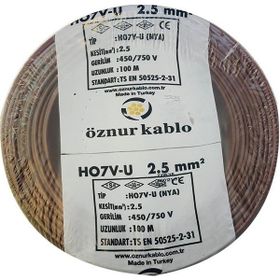 HO7V-U 2.5 mm²
TİP : HO7V-U (NYA)
KESİT(mm²): 2.5
GERİLİM : 450/750 V
UZUNLUK : 100 M
STANDART: TS EN 50525-2-31
www.oznurkablo.com.tr
Made in Turkey
öznur kablo
HO7V-U 2.5 mm²
TİP : HO7V-U (NYA)
KESİT(mm²): 2.5
GERİLİM : 450/750 V
UZUNLUK : 100 M
STANDART: TS EN 50525-2-31